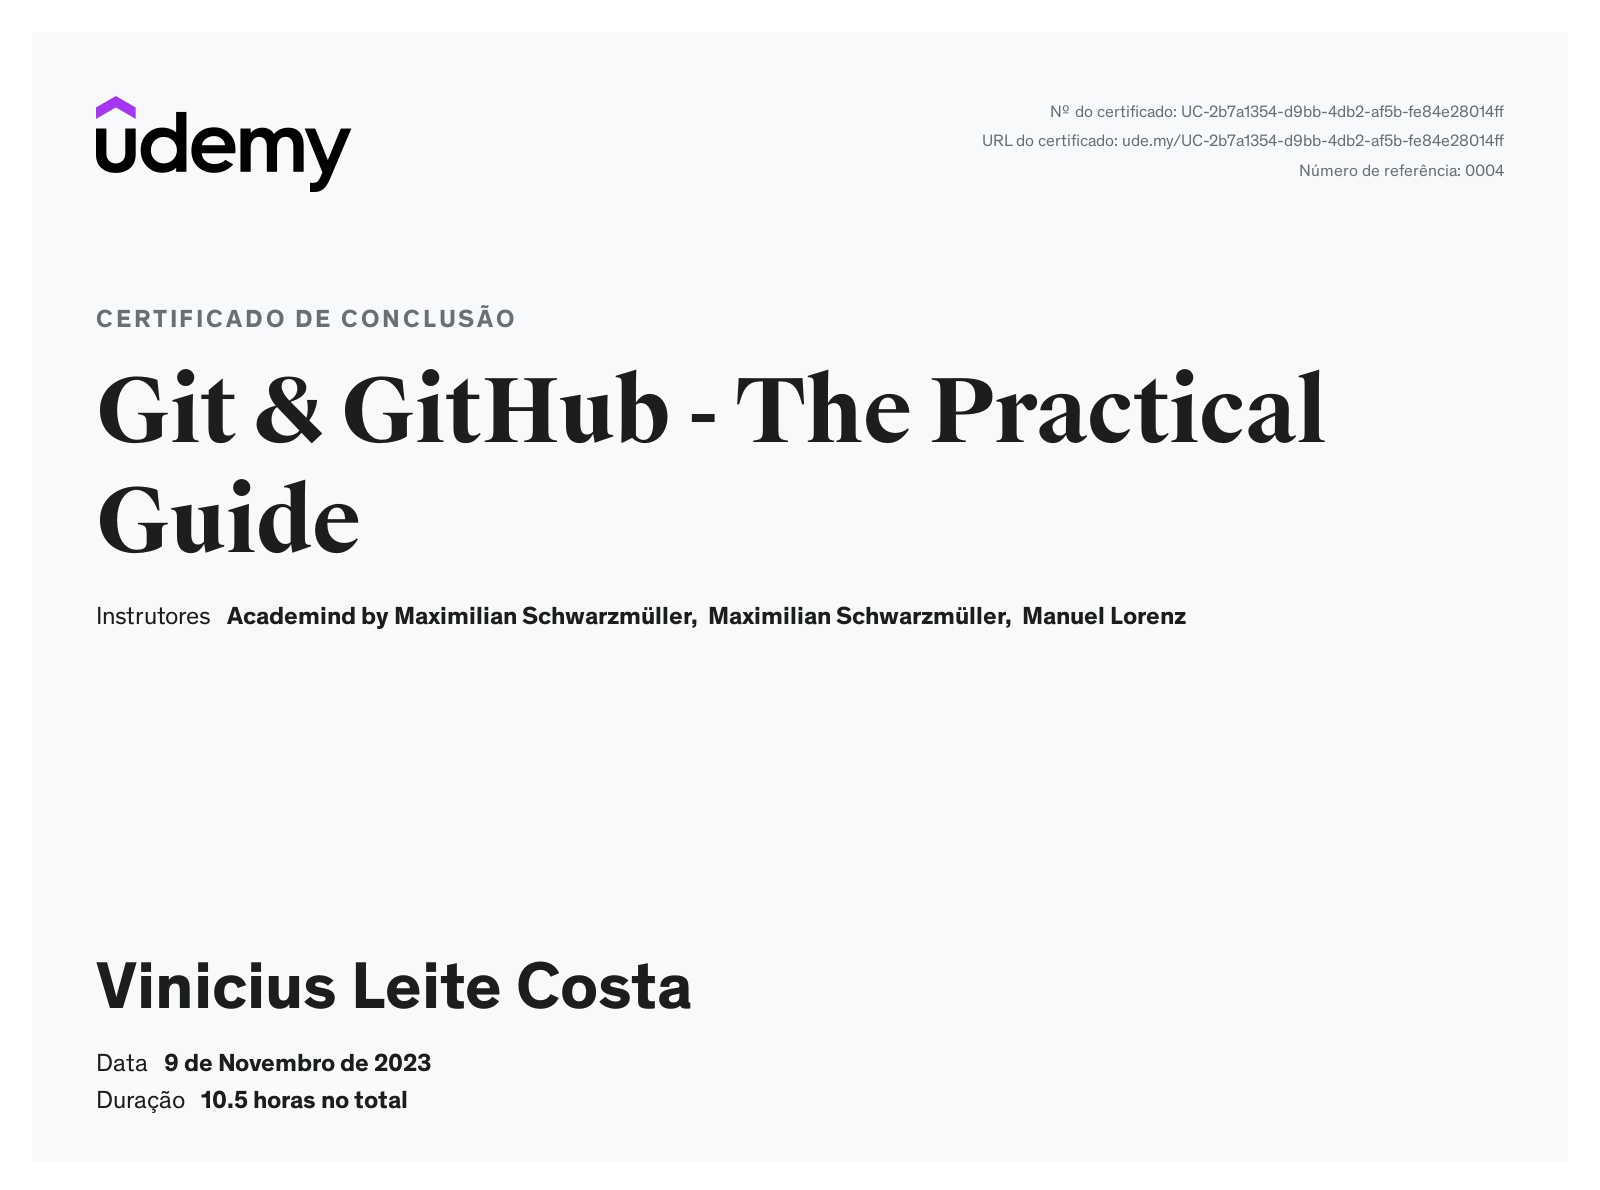 udemy
Nº do certificado: UC-2b7a1354-d9bb-4db2-af5b-fe84e28014ff
URL do certificado: ude.my/UC-2b7a1354-d9bb-4db2-af5b-fe84e28014ff
Número de referência: 0004
CERTIFICADO DE CONCLUSÃO
Git & GitHub - The Practical
Guide
Instrutores Academind by Maximilian Schwarzmüller, Maximilian Schwarzmüller, Manuel Lorenz
Vinicius Leite Costa
Data 9 de Novembro de 2023
Duração 10.5 horas no total